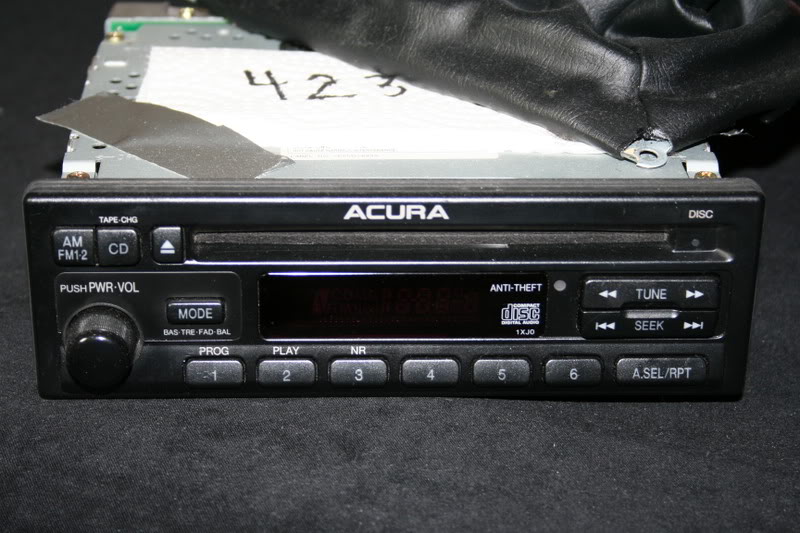 423
ACURA
DISC
TAPE·CHG
AM
FM1·2
CD
PUSH PWR·VOL
MODE
BAS·TRE·FAD·BAL
ANTI-THEFT
COMPACT
disc
DIGITAL AUDIO
1XJ0
TUNE
SEEK
PROG
PLAY
NR
1
2
3
4
5
6
A.SEL/RPT